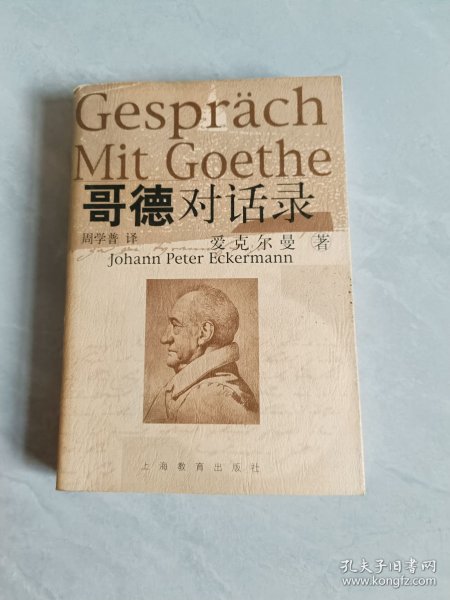 Gespräch
Mit Goethe
哥德对话录
周学普 译
爱克尔曼 著
Johann Peter Eckermann
上海教育出版社
孔夫子旧书网
www.kongfz.com